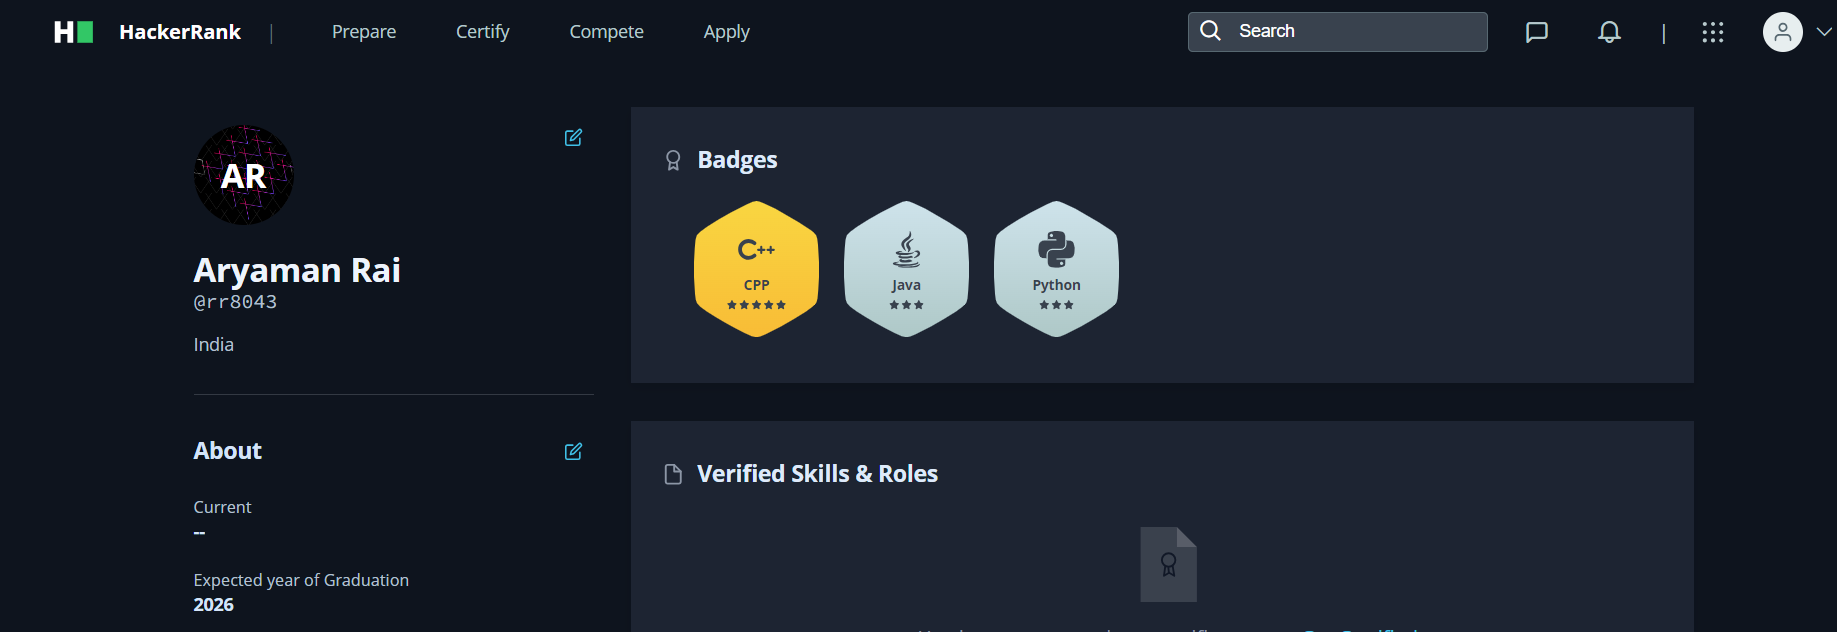 H
HackerRank | Prepare Certify Compete Apply Search |
AR
Aryaman Rai
@rr8043
India
About
Current
--
Expected year of Graduation
2026
Badges
C++
CPP
Java
Python
Verified Skills & Roles